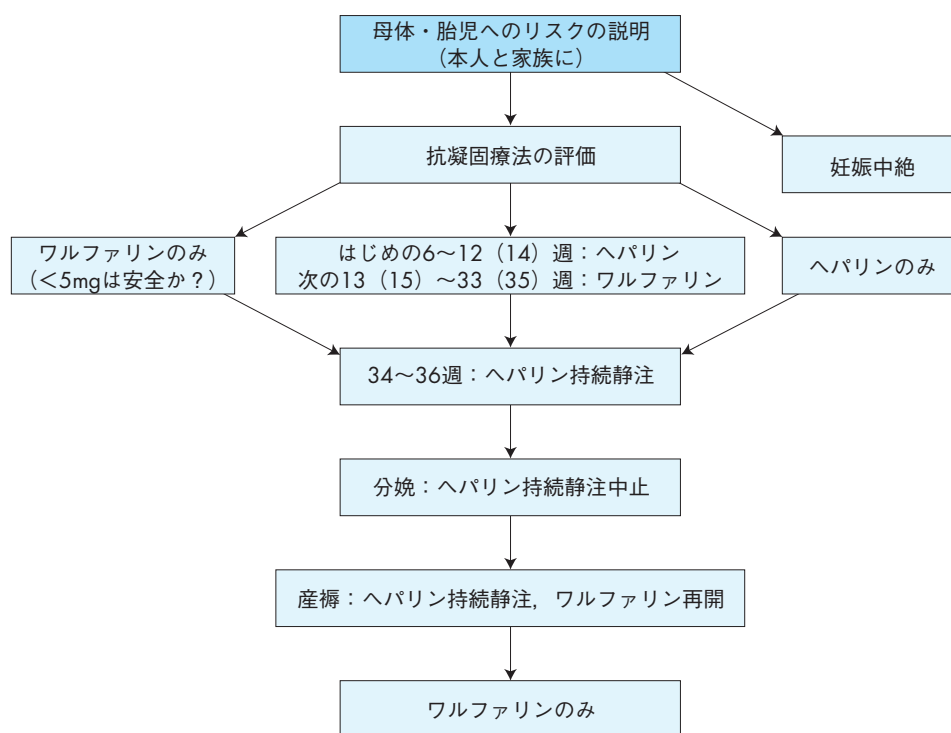 母体・胎児へのリスクの説明
（本人と家族に）
抗凝固療法の評価
妊娠中絶
ワルファリンのみ
（＜5mgは安全か？）
はじめの6～12（14）週：ヘパリン
次の13（15）～33（35）週：ワルファリン
ヘパリンのみ
34～36週：ヘパリン持続静注
分娩：ヘパリン持続静注中止
産褥：ヘパリン持続静注，ワルファリン再開
ワルファリンのみ